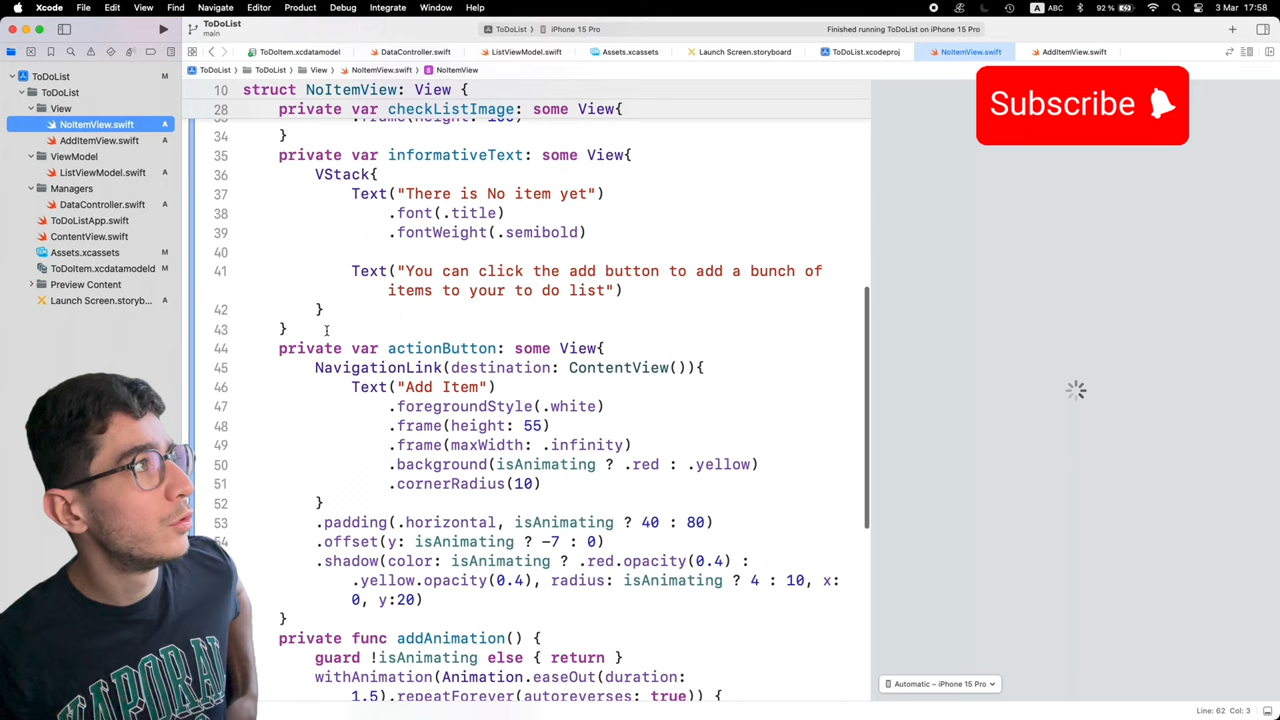 Xcode File Edit View Find Navigate Editor Product Debug Integrate Window Help A ABC 92 % Mar 3 17:58
ToDoList
main
ToDoList iPhone 15 Pro
Finished running ToDoList on iPhone 15 Pro
ToDoItem.xcdatamodel DataController.swift ListViewModel.swift Assets.xcassets Launch Screen.storyboard ToDoList.xcodeproj NoItemView.swift AddItemView.swift
ToDoList ToDoList View NoItemView.swift S NoItemView
ToDoList M
ToDoList
View
NoItemView.swift A
AddItemView.swift A
ViewModel
ListViewModel.swift A
Managers
DataController.swift A
ToDoListApp.swift A
ContentView.swift A
Assets.xcassets M
ToDoItem.xcdatamodeld M
Preview Content
Launch Screen.storyb... A
Subscribe
10 struct NoItemView: View {
28 private var checkListImage: some View{
34 }
35 private var informativeText: some View{
36 VStack{
37 Text("There is No item yet")
38 .font(.title)
39 .fontWeight(.semibold)
40
41 Text("You can click the add button to add a bunch of
items to your to do list")
42 }
43 }
44 private var actionButton: some View{
45 NavigationLink(destination: ContentView()){
46 Text("Add Item")
47 .foregroundStyle(.white)
48 .frame(height: 55)
49 .frame(maxWidth: .infinity)
50 .background(isAnimating ? .red : .yellow)
51 .cornerRadius(10)
52 }
53 .padding(.horizontal, isAnimating ? 40 : 80)
54 .offset(y: isAnimating ? -7 : 0)
.shadow(color: isAnimating ? .red.opacity(0.4) :
.yellow.opacity(0.4), radius: isAnimating ? 4 : 10, x:
0, y:20)
}
private func addAnimation() {
guard !isAnimating else { return }
withAnimation(Animation.easeOut(duration:
1.5).repeatForever(autoreverses: true)) {
Automatic – iPhone 15 Pro
Line: 62 Col: 3